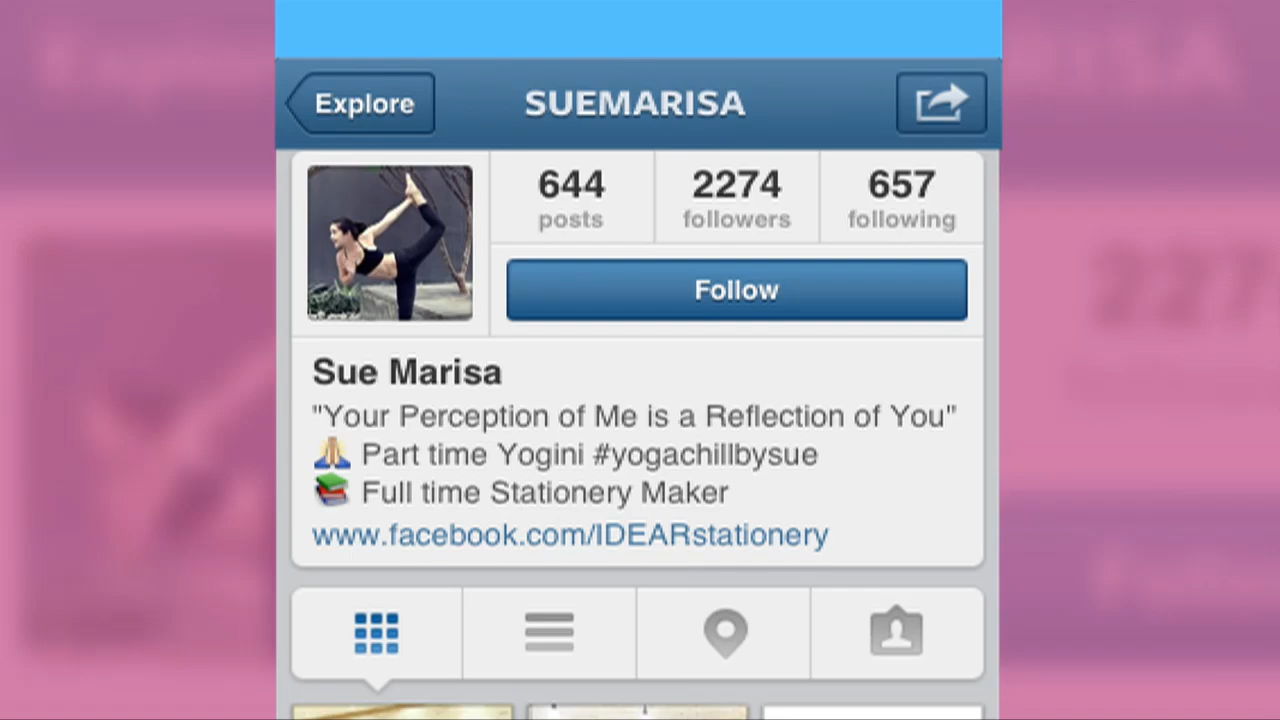 Explore
SUEMARISA
644
posts
2274
followers
657
following
Follow
Sue Marisa
"Your Perception of Me is a Reflection of You"
🙏 Part time Yogini #yogachillbysue
📚 Full time Stationery Maker
www.facebook.com/IDEARstationery